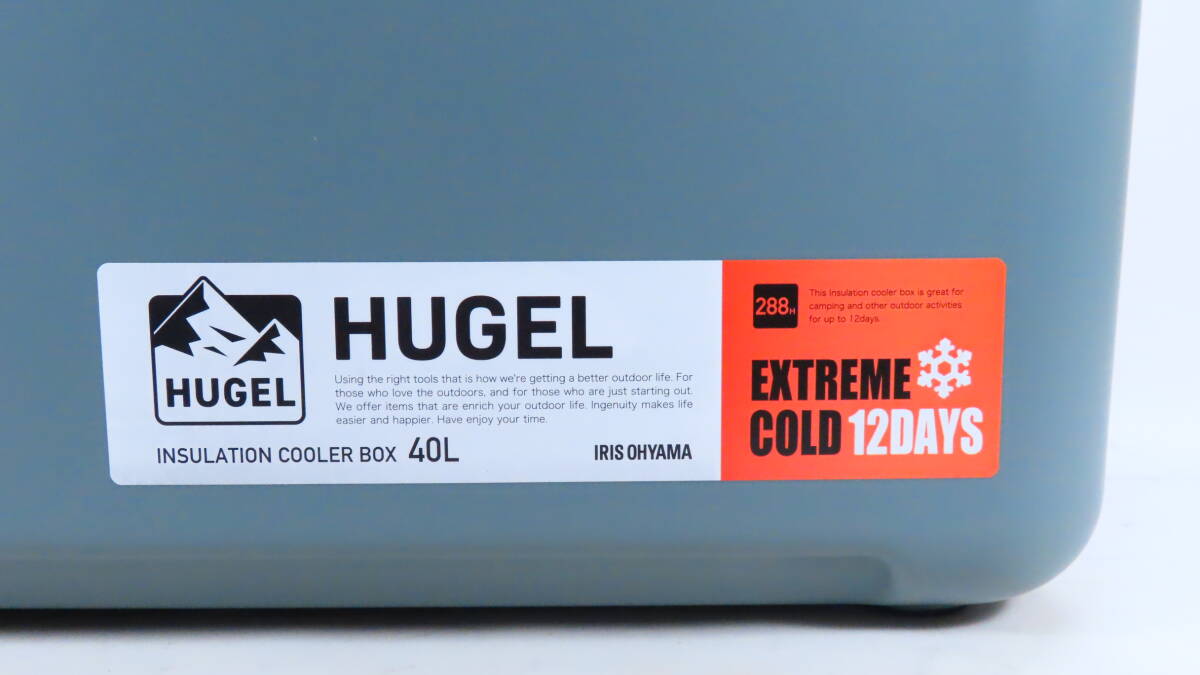 HUGEL
HUGEL
Using the right tools that is how we're getting a better outdoor life. For
those who love the outdoors, and for those who are just starting out.
We offer items that are enrich your outdoor life. Ingenuity makes life
easier and happier. Have enjoy your time.
INSULATION COOLER BOX 40L
IRIS OHYAMA
288H
This Insulation cooler box is great for
camping and other outdoor activities
for up to 12days.
EXTREME
COLD 12DAYS